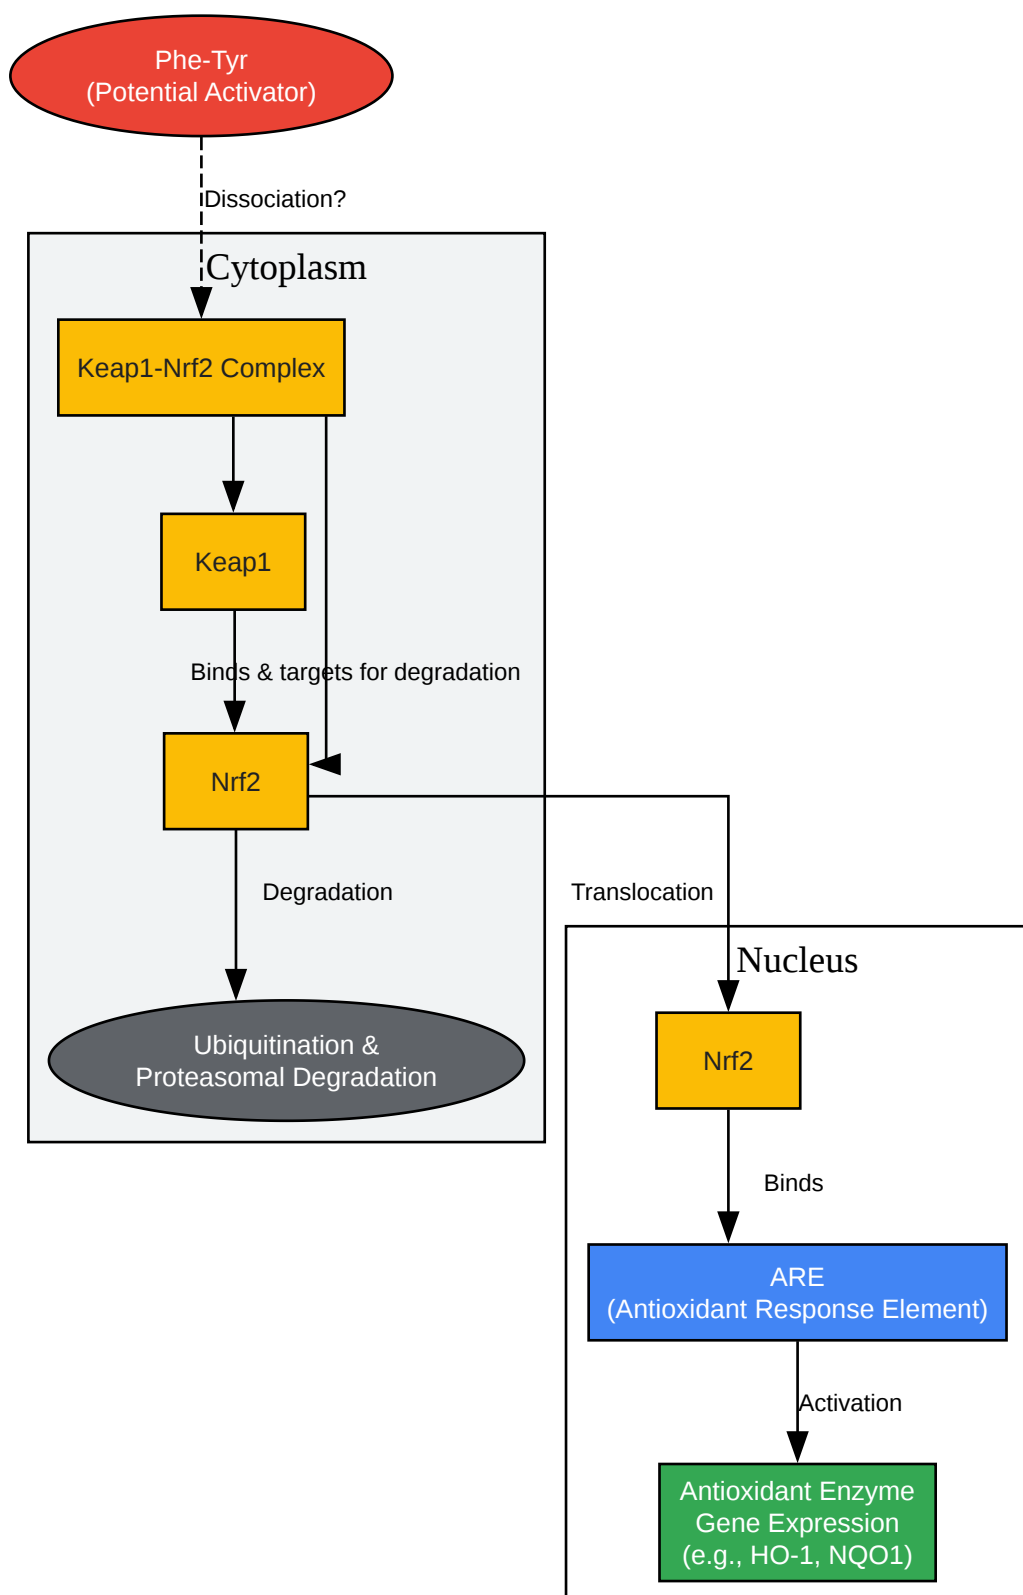 Phe-Tyr
(Potential Activator)
Dissociation?
Cytoplasm
Keap1-Nrf2 Complex
Keap1
Binds & targets for degradation
Nrf2
Degradation
Translocation
Ubiquitination &
Proteasomal Degradation
Nucleus
Nrf2
Binds
ARE
(Antioxidant Response Element)
Activation
Antioxidant Enzyme
Gene Expression
(e.g., HO-1, NQO1)